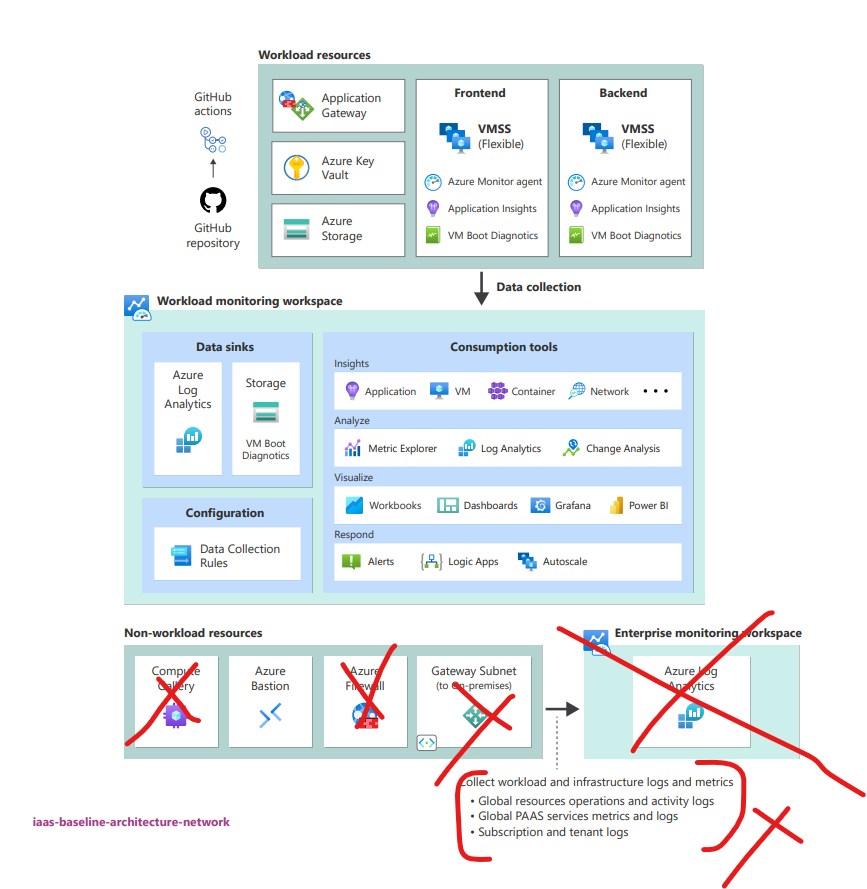 Workload resources
GitHub
actions
GitHub
repository
Application
Gateway
Azure Key
Vault
Azure
Storage
Frontend
VMSS
(Flexible)
Azure Monitor agent
Application Insights
VM Boot Diagnotics
Backend
VMSS
(Flexible)
Azure Monitor agent
Application Insights
VM Boot Diagnotics
Data collection
Workload monitoring workspace
Data sinks
Azure
Log
Analytics
Storage
VM Boot
Diagnotics
Configuration
Data Collection
Rules
Consumption tools
Insights
Application VM Container Network
Analyze
Metric Explorer Log Analytics Change Analysis
Visualize
Workbooks Dashboards Grafana Power BI
Respond
Alerts Logic Apps Autoscale
Non-workload resources
Compute
Gallery
Azure
Bastion
Azure
Firewall
Gateway Subnet
(to On-premises)
Enterprise monitoring workspace
Azure Log
Analytics
Collect workload and infrastructure logs and metrics
• Global resources operations and activity logs
• Global PAAS services metrics and logs
• Subscription and tenant logs
iaas-baseline-architecture-network